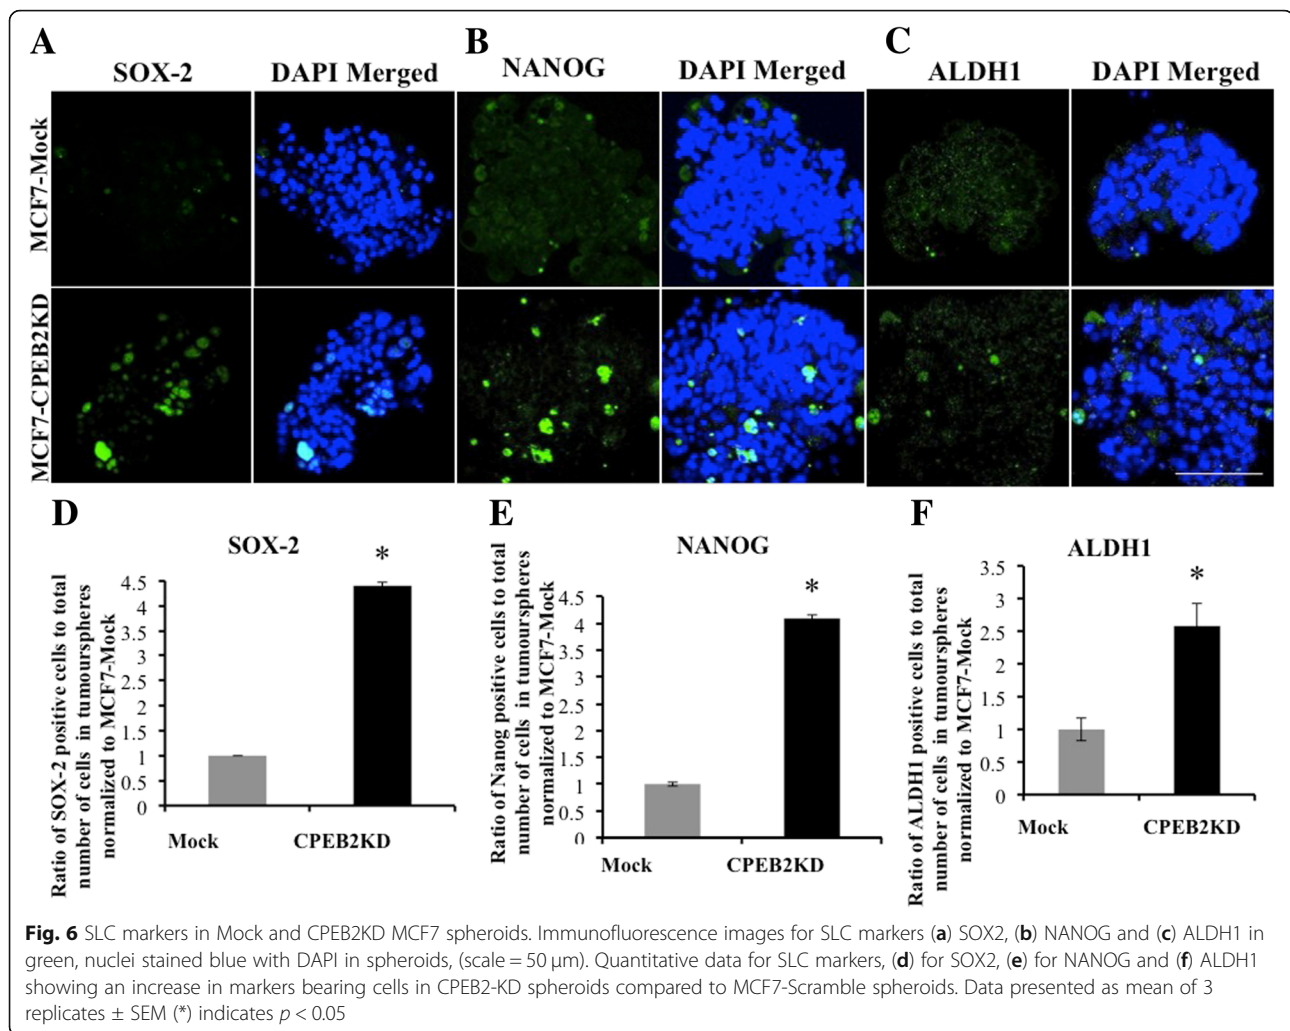 A
B
C
SOX-2
DAPI Merged
NANOG
DAPI Merged
ALDH1
DAPI Merged
MCF7-Mock
MCF7-CPEB2KD
D
SOX-2
*
Ratio of SOX-2 positive cells to total
number of cells in tumourspheres
normalized to MCF7-Mock
4.5
4
3.5
3
2.5
2
1.5
1
0.5
0
Mock
CPEB2KD
E
NANOG
*
Ratio of Nanog positive cells to total
number of cells in tumourspheres
normalized to MCF7-Mock
4.5
4
3.5
3
2.5
2
1.5
1
0.5
0
Mock
CPEB2KD
F
ALDH1
*
Ratio of ALDH1 positive cells to total
number of cells in tumourspheres
normalized to MCF7-Mock
3.5
3
2.5
2
1.5
1
0.5
0
Mock
CPEB2KD
Fig. 6 SLC markers in Mock and CPEB2KD MCF7 spheroids. Immunofluorescence images for SLC markers (a) SOX2, (b) NANOG and (c) ALDH1 in
green, nuclei stained blue with DAPI in spheroids, (scale = 50 μm). Quantitative data for SLC markers, (d) for SOX2, (e) for NANOG and (f) ALDH1
showing an increase in markers bearing cells in CPEB2-KD spheroids compared to MCF7-Scramble spheroids. Data presented as mean of 3
replicates ± SEM (*) indicates p < 0.05